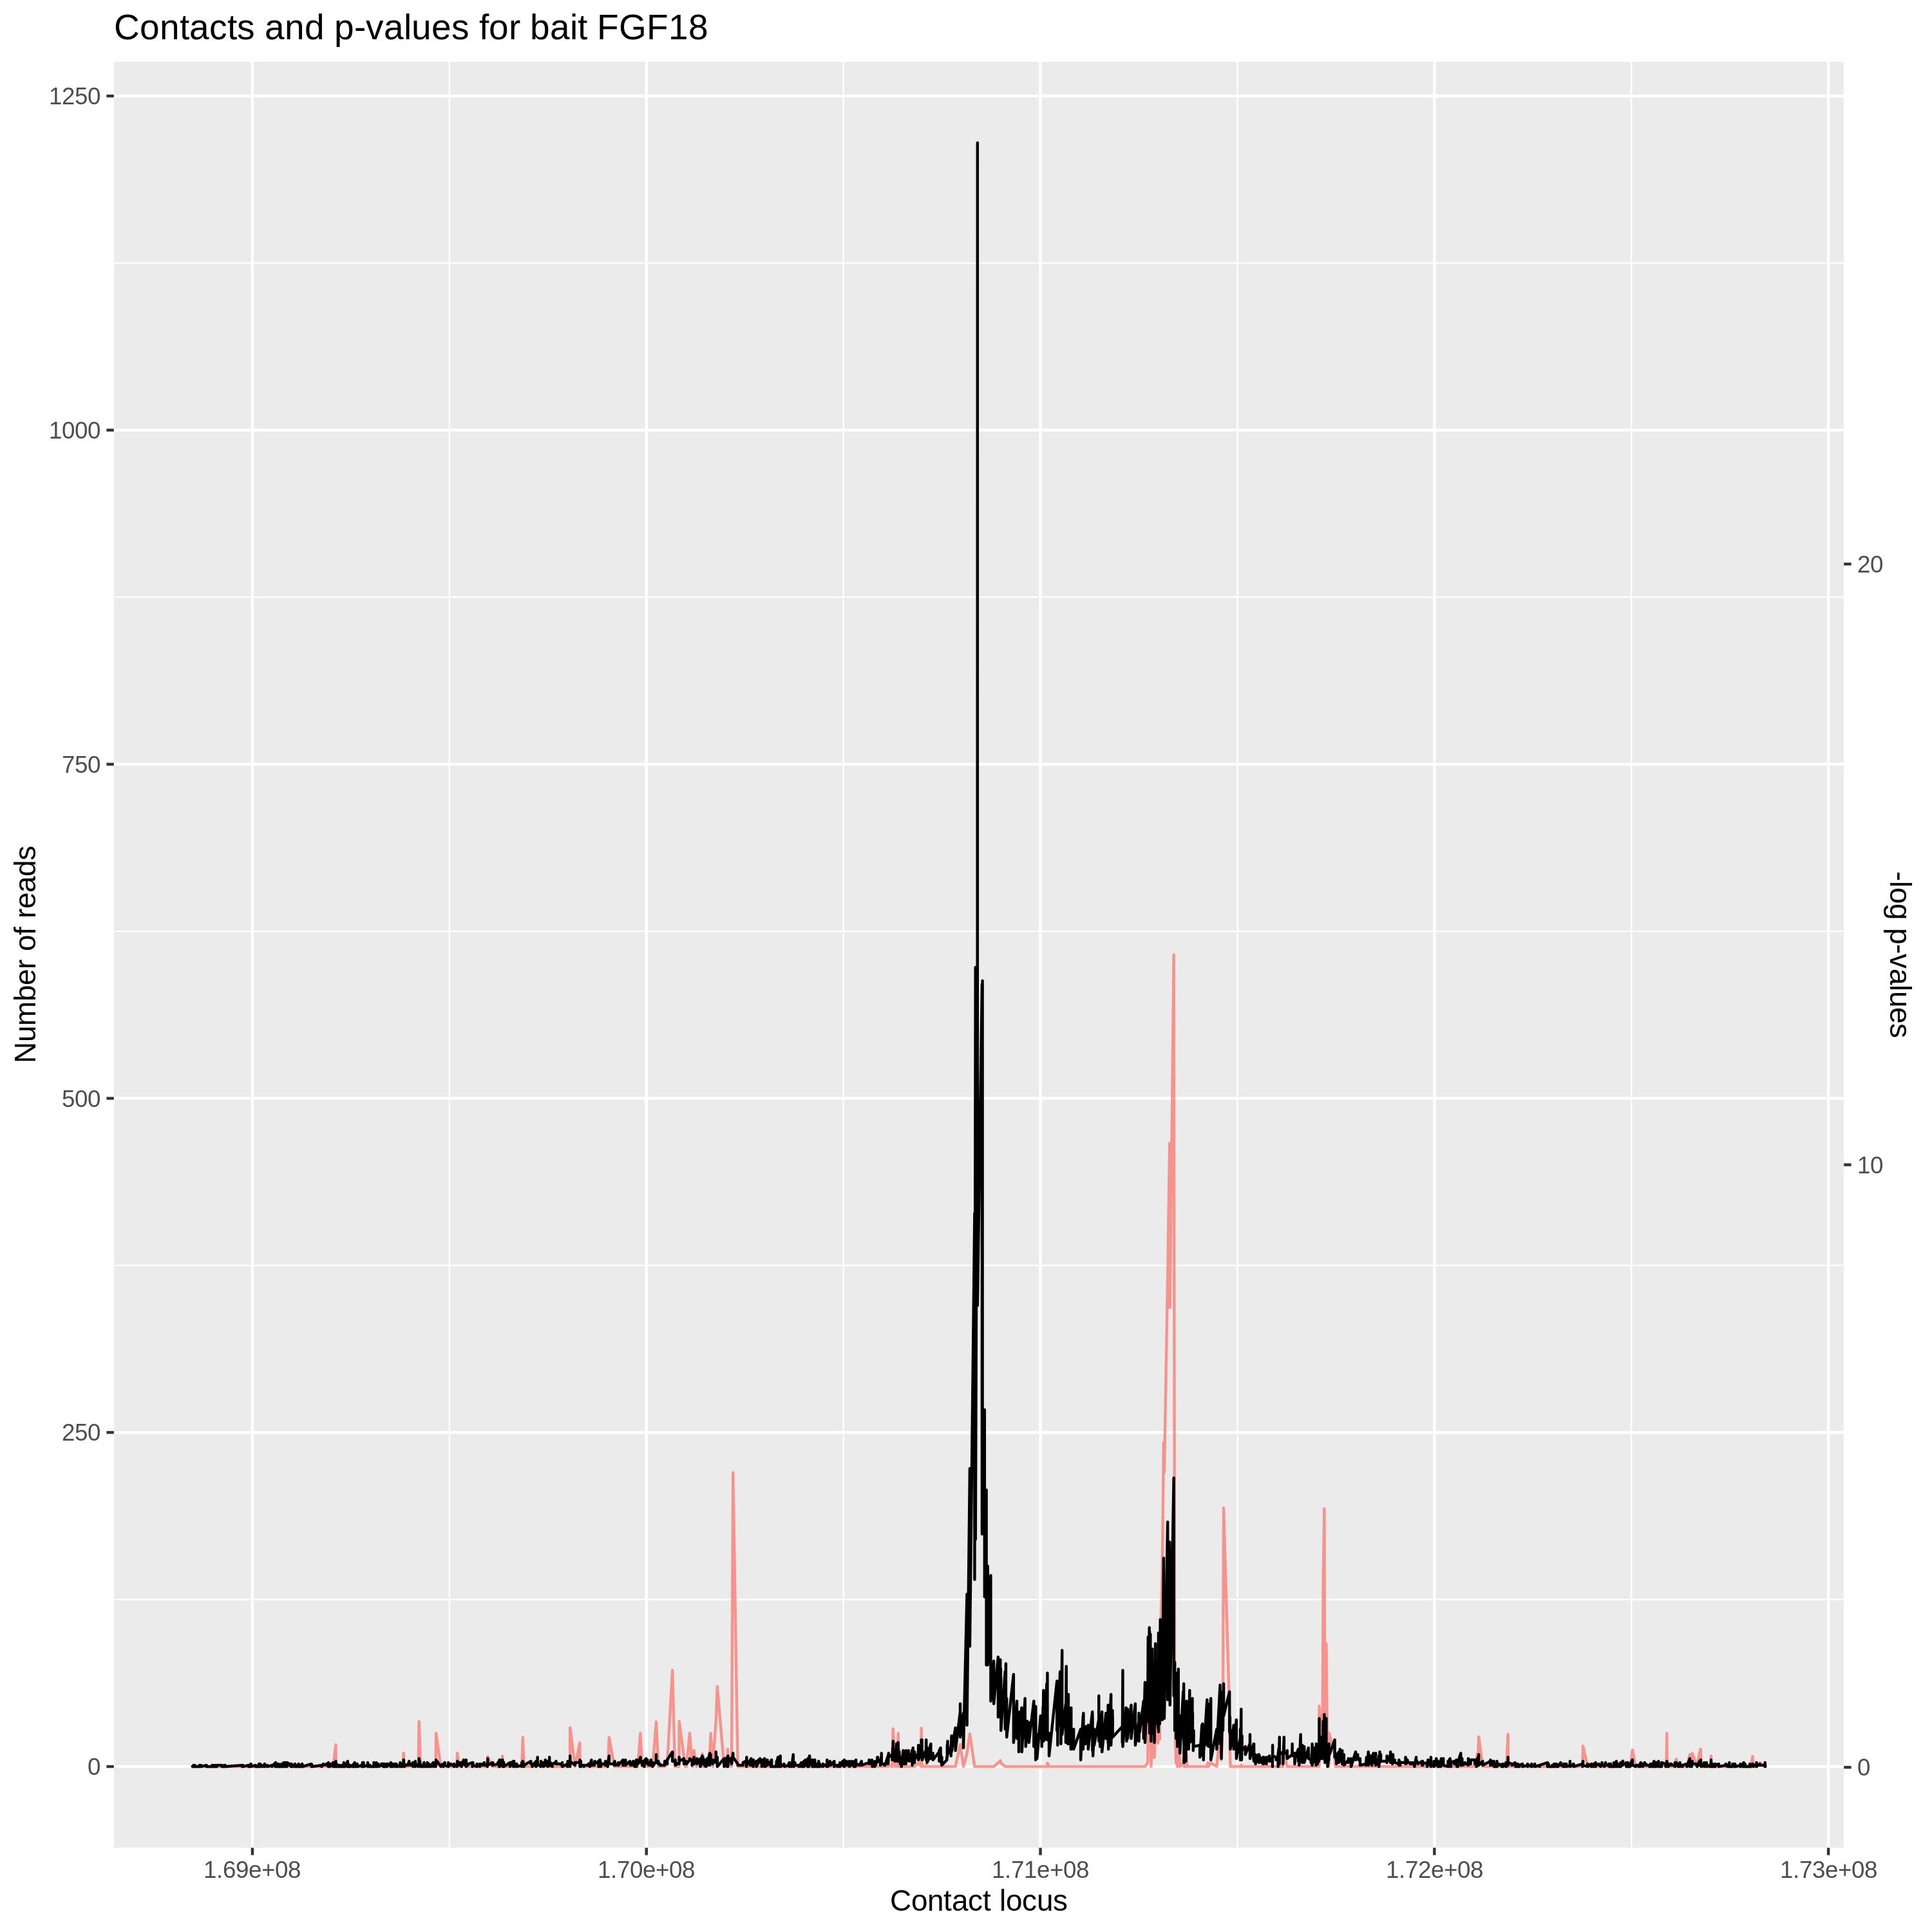 Contacts and p-values for bait FGF18
1250
1000
750
500
250
0
Number of reads
20
10
0
-log p-values
1.69e+08
1.70e+08
1.71e+08
1.72e+08
1.73e+08
Contact locus